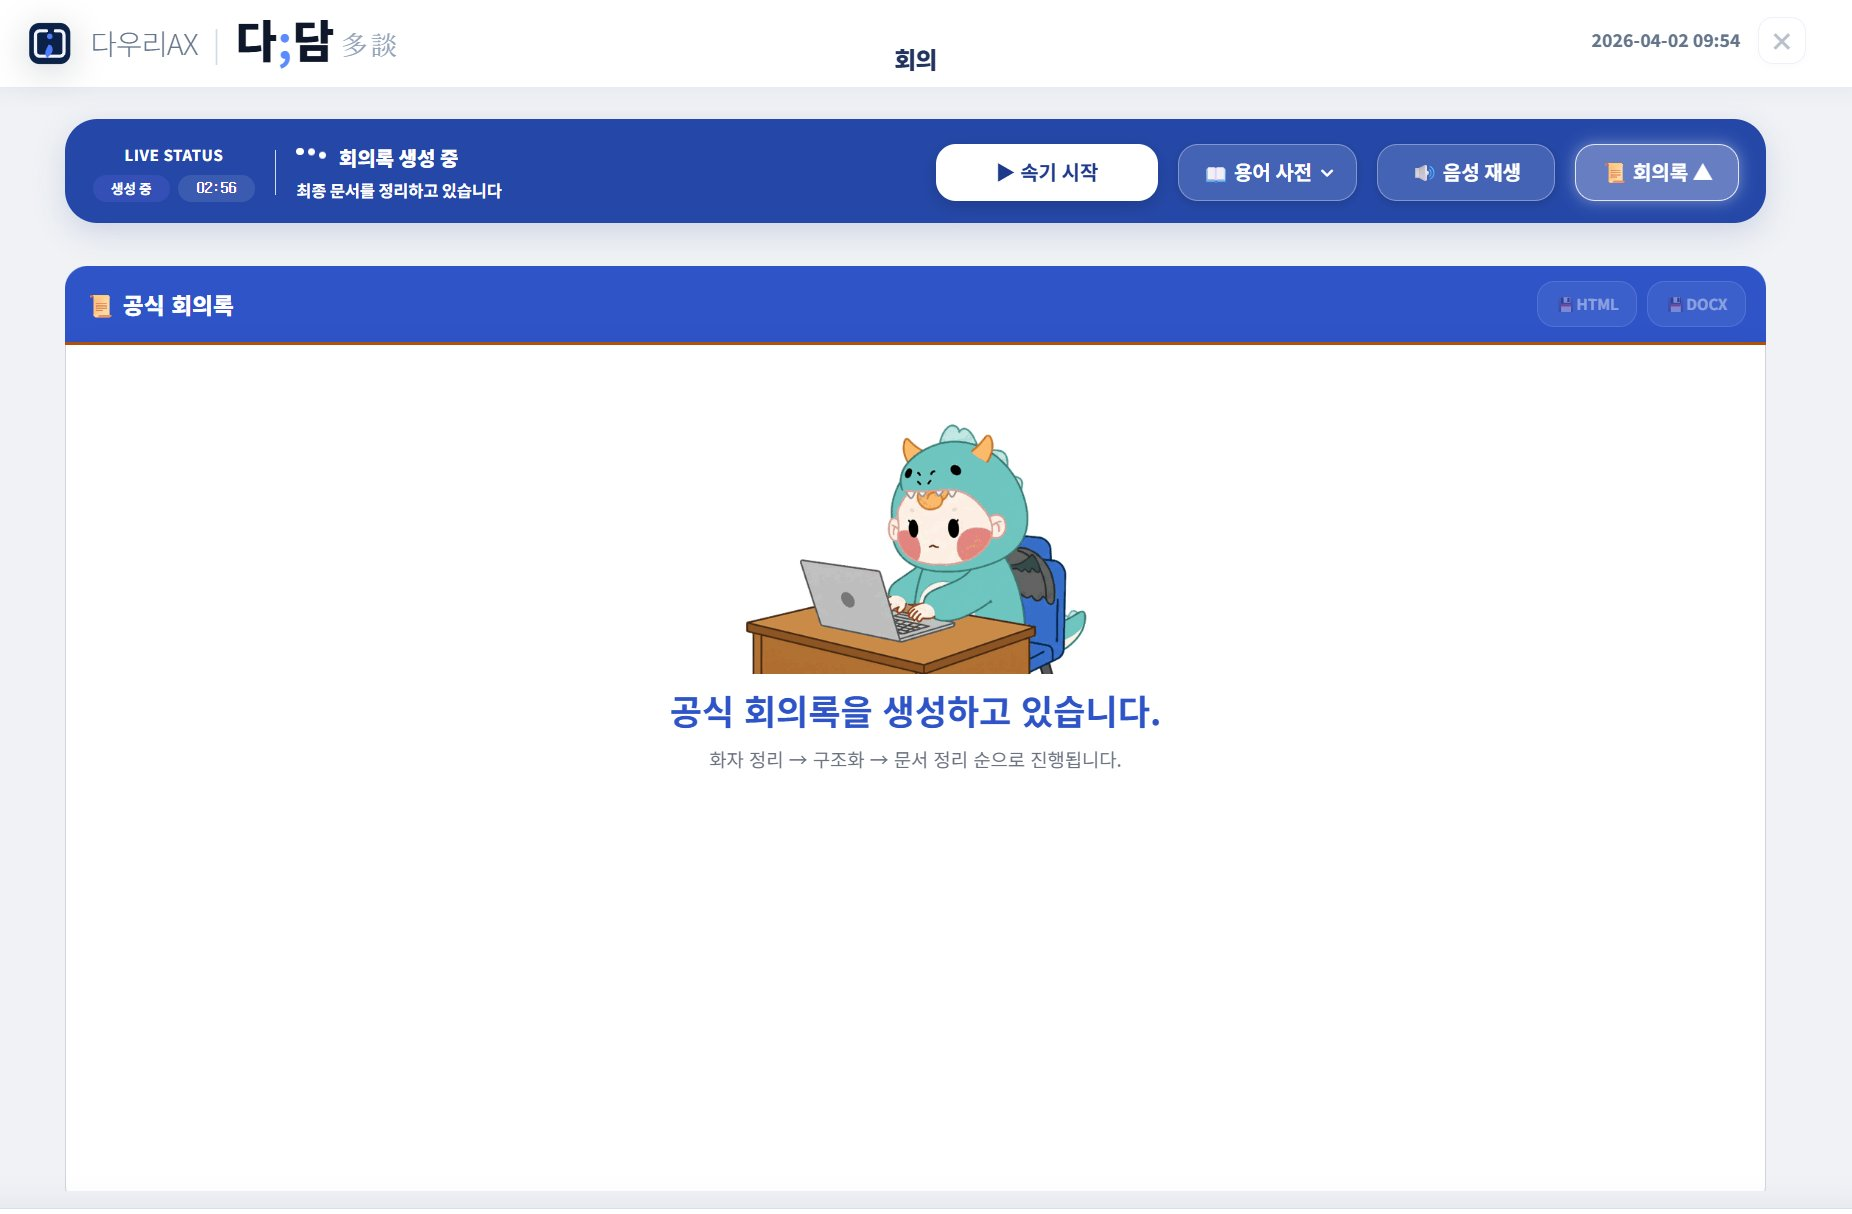 다우리AX | 다;담 多談
회의
2026-04-02 09:54
LIVE STATUS
생성 중 02:56
회의록 생성 중
최종 문서를 정리하고 있습니다
▶ 속기 시작
용어 사전
음성 재생
회의록 ▲
공식 회의록
HTML
DOCX
공식 회의록을 생성하고 있습니다.
화자 정리 → 구조화 → 문서 정리 순으로 진행됩니다.